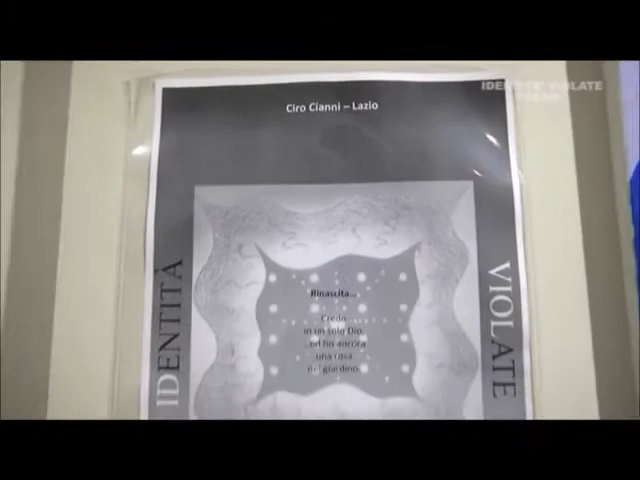 IDENTITA' VIOLATE
Ciro Cianni – Lazio
IDENTITÀ
VIOLATE
Rinascita...
Credo
in un solo Dio.
..ed ho ancora
una casa
nel giardino